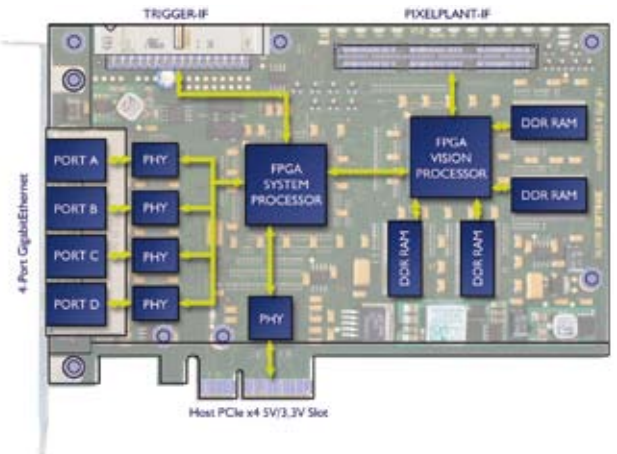 TRIGGER-IF
PIXELPLANT-IF
4-Port GigabitEthernet
PORT A
PHY
PORT B
PHY
PORT C
PHY
PORT D
PHY
FPGA
SYSTEM
PROCESSOR
FPGA
VISION
PROCESSOR
DDR RAM
DDR RAM
DDR RAM
DDR RAM
PHY
Host PCIe x4 5V/3,3V Slot